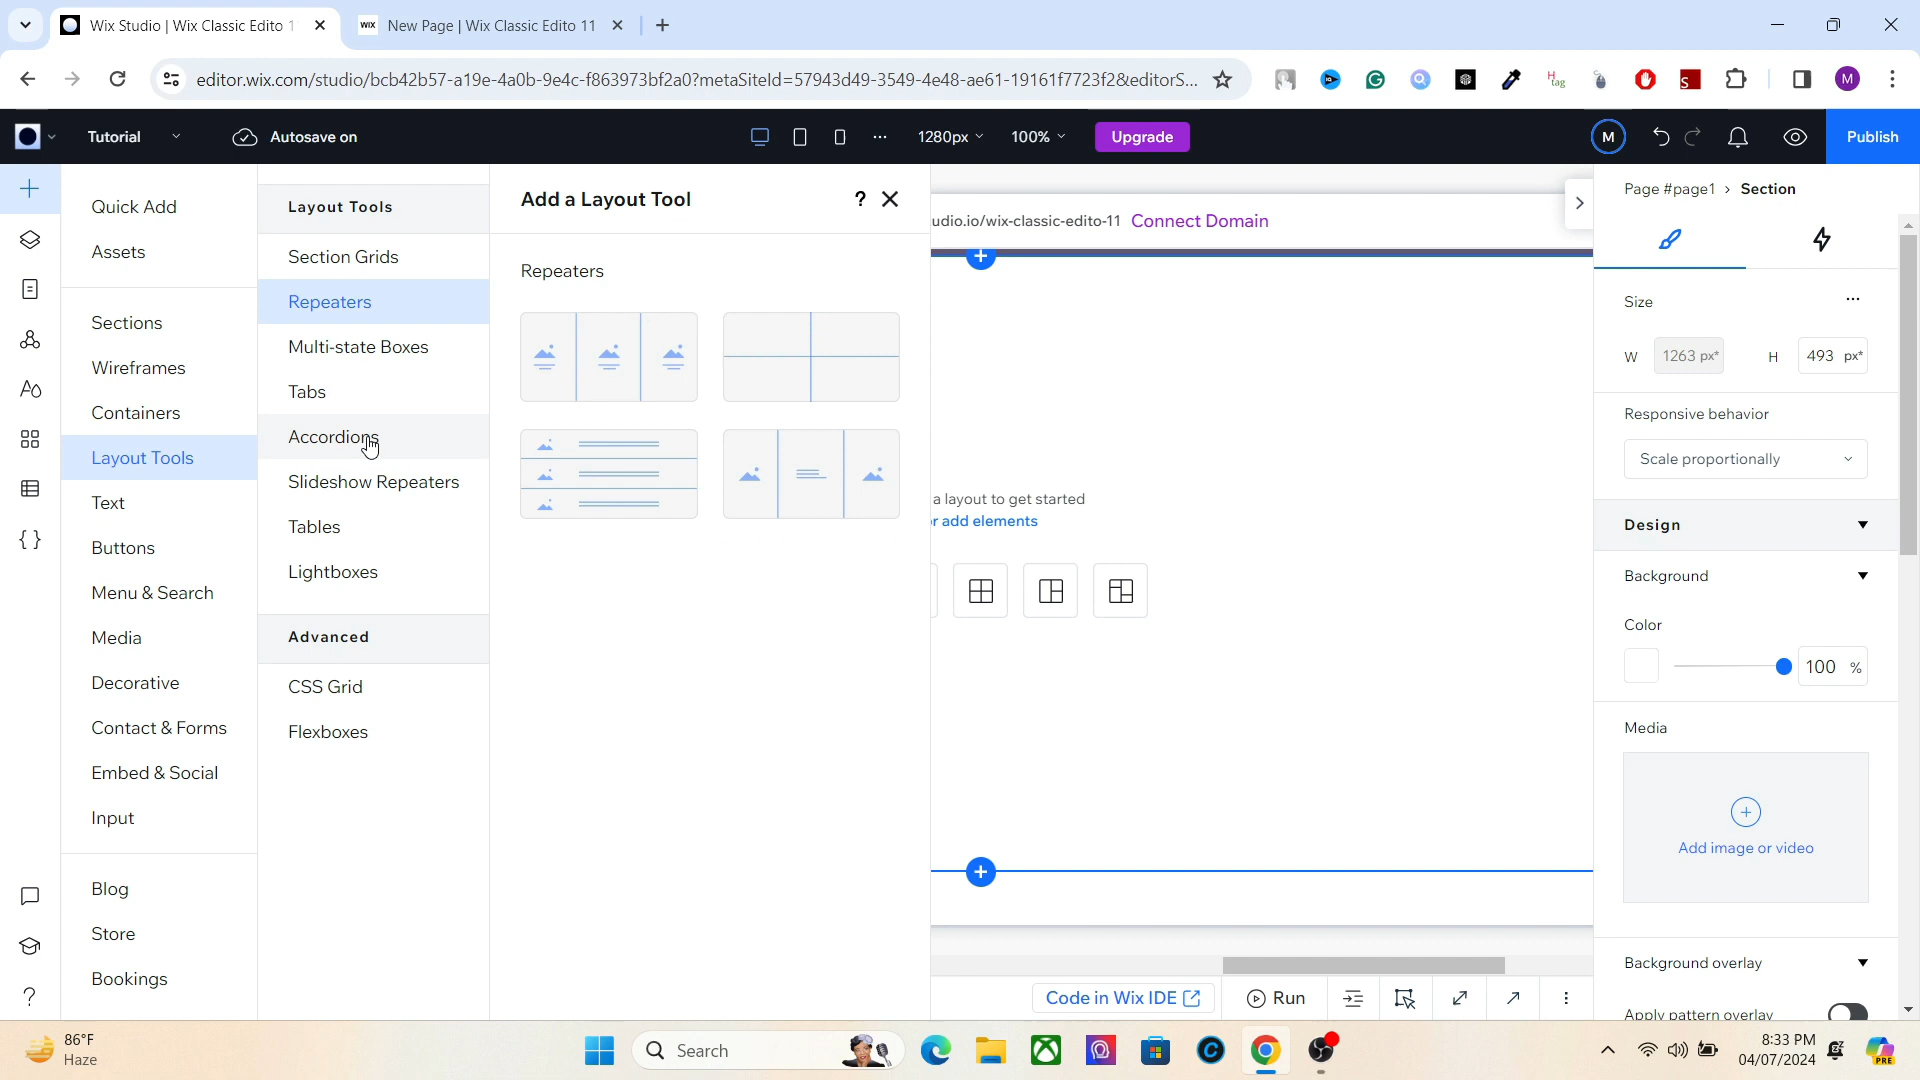 Wix Studio | Wix Classic Edito 1
WIX New Page | Wix Classic Edito 11
editor.wix.com/studio/bcb42b57-a19e-4a0b-9e4c-f863973bf2a0?metaSiteId=57943d49-3549-4e48-ae61-19161f7723f2&editorS...
M
Tutorial
Autosave on
1280px
100%
Upgrade
M
Publish
Quick Add
Assets
Sections
Wireframes
Containers
Layout Tools
Text
Buttons
Menu & Search
Media
Decorative
Contact & Forms
Embed & Social
Input
Blog
Store
Bookings
Layout Tools
Section Grids
Repeaters
Multi-state Boxes
Tabs
Accordions
Slideshow Repeaters
Tables
Lightboxes
Advanced
CSS Grid
Flexboxes
Add a Layout Tool
?
Repeaters
udio.io/wix-classic-edito-11 Connect Domain
a layout to get started
r add elements
Code in Wix IDE
Run
Page #page1 > Section
Size
W 1263 px* H 493 px*
Responsive behavior
Scale proportionally
Design
Background
Color
100 %
Media
Add image or video
Background overlay
Apply pattern overlay
?
86°F
Haze
Search
8:33 PM
04/07/2024
PRE